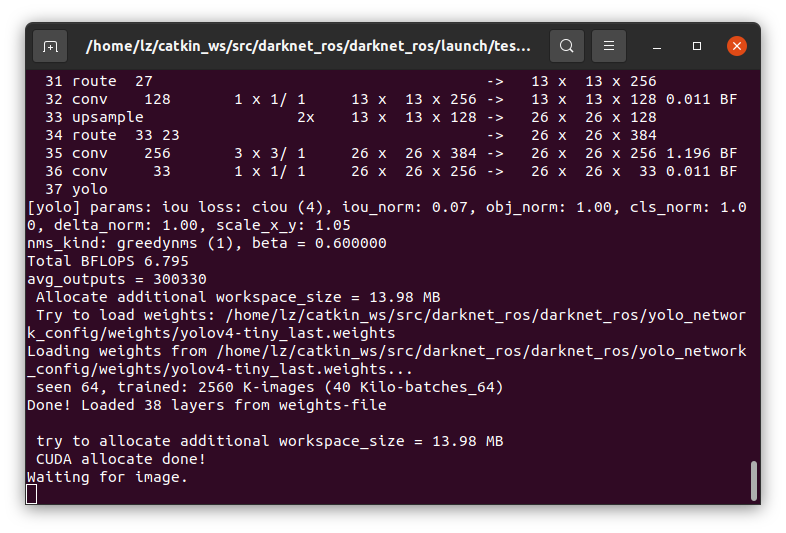 /home/lz/catkin_ws/src/darknet_ros/darknet_ros/launch/tes...
31 route  27                                      ->   13 x  13 x 256
32 conv    128       1 x 1/ 1     13 x  13 x 256 ->   13 x  13 x 128 0.011 BF
33 upsample                 2x    13 x  13 x 128 ->   26 x  26 x 128
34 route  33 23                                   ->   26 x  26 x 384
35 conv    256       3 x 3/ 1     26 x  26 x 384 ->   26 x  26 x 256 1.196 BF
36 conv     33       1 x 1/ 1     26 x  26 x 256 ->   26 x  26 x  33 0.011 BF
37 yolo
[yolo] params: iou loss: ciou (4), iou_norm: 0.07, obj_norm: 1.00, cls_norm: 1.0
0, delta_norm: 1.00, scale_x_y: 1.05
nms_kind: greedynms (1), beta = 0.600000
Total BFLOPS 6.795
avg_outputs = 300330
Allocate additional workspace_size = 13.98 MB
Try to load weights: /home/lz/catkin_ws/src/darknet_ros/darknet_ros/yolo_networ
k_config/weights/yolov4-tiny_last.weights
Loading weights from /home/lz/catkin_ws/src/darknet_ros/darknet_ros/yolo_network
_config/weights/yolov4-tiny_last.weights...
seen 64, trained: 2560 K-images (40 Kilo-batches_64)
Done! Loaded 38 layers from weights-file
try to allocate additional workspace_size = 13.98 MB
CUDA allocate done!
Waiting for image.